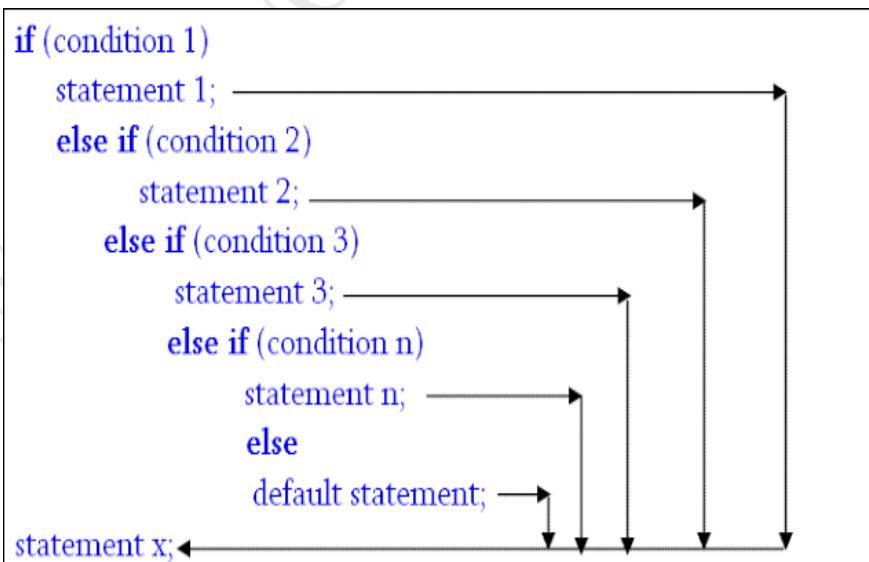 if (condition 1)
statement 1;
else if (condition 2)
statement 2;
else if (condition 3)
statement 3;
else if (condition n)
statement n;
else
default statement;
statement x;